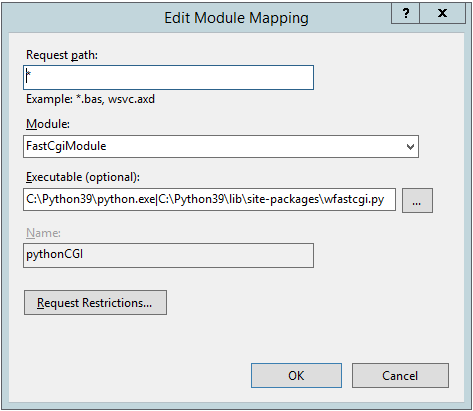 Edit Module Mapping
? x
Request path:
*
Example: *.bas, wsvc.axd
Module:
FastCgiModule
Executable (optional):
C:\Python39\python.exe|C:\Python39\lib\site-packages\wfastcgi.py
...
Name:
pythonCGI
Request Restrictions...
OK Cancel